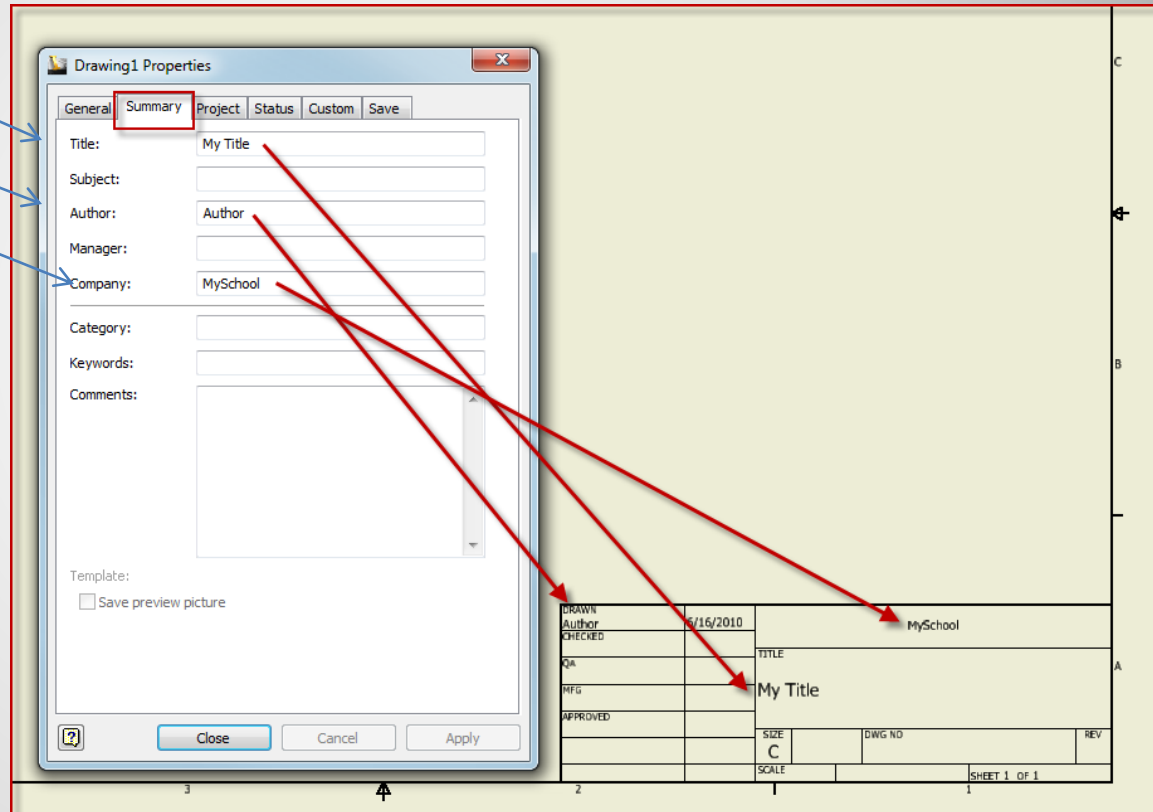 Drawing1 Properties
General Summary Project Status Custom Save
Title: My Title
Subject:
Author: Author
Manager:
Company: MySchool
Category:
Keywords:
Comments:
Template:
Save preview picture
? Close Cancel Apply
C
B
A
DRAWN
Author 6/16/2010
CHECKED
QA
MFG
APPROVED
MySchool
TITLE
My Title
SIZE
C
DWG NO
REV
SCALE
SHEET 1 OF 1
3 2 1